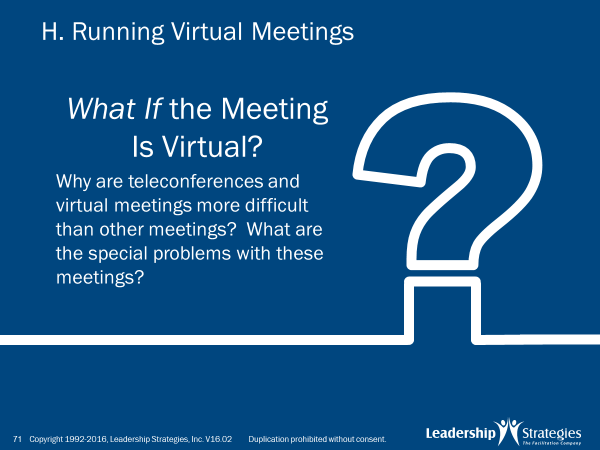 H. Running Virtual Meetings
What If the Meeting
Is Virtual?
Why are teleconferences and
virtual meetings more difficult
than other meetings?  What are
the special problems with these
meetings?
71 Copyright 1992-2016, Leadership Strategies, Inc. V16.02 Duplication prohibited without consent.
Leadership Strategies
The Facilitation Company